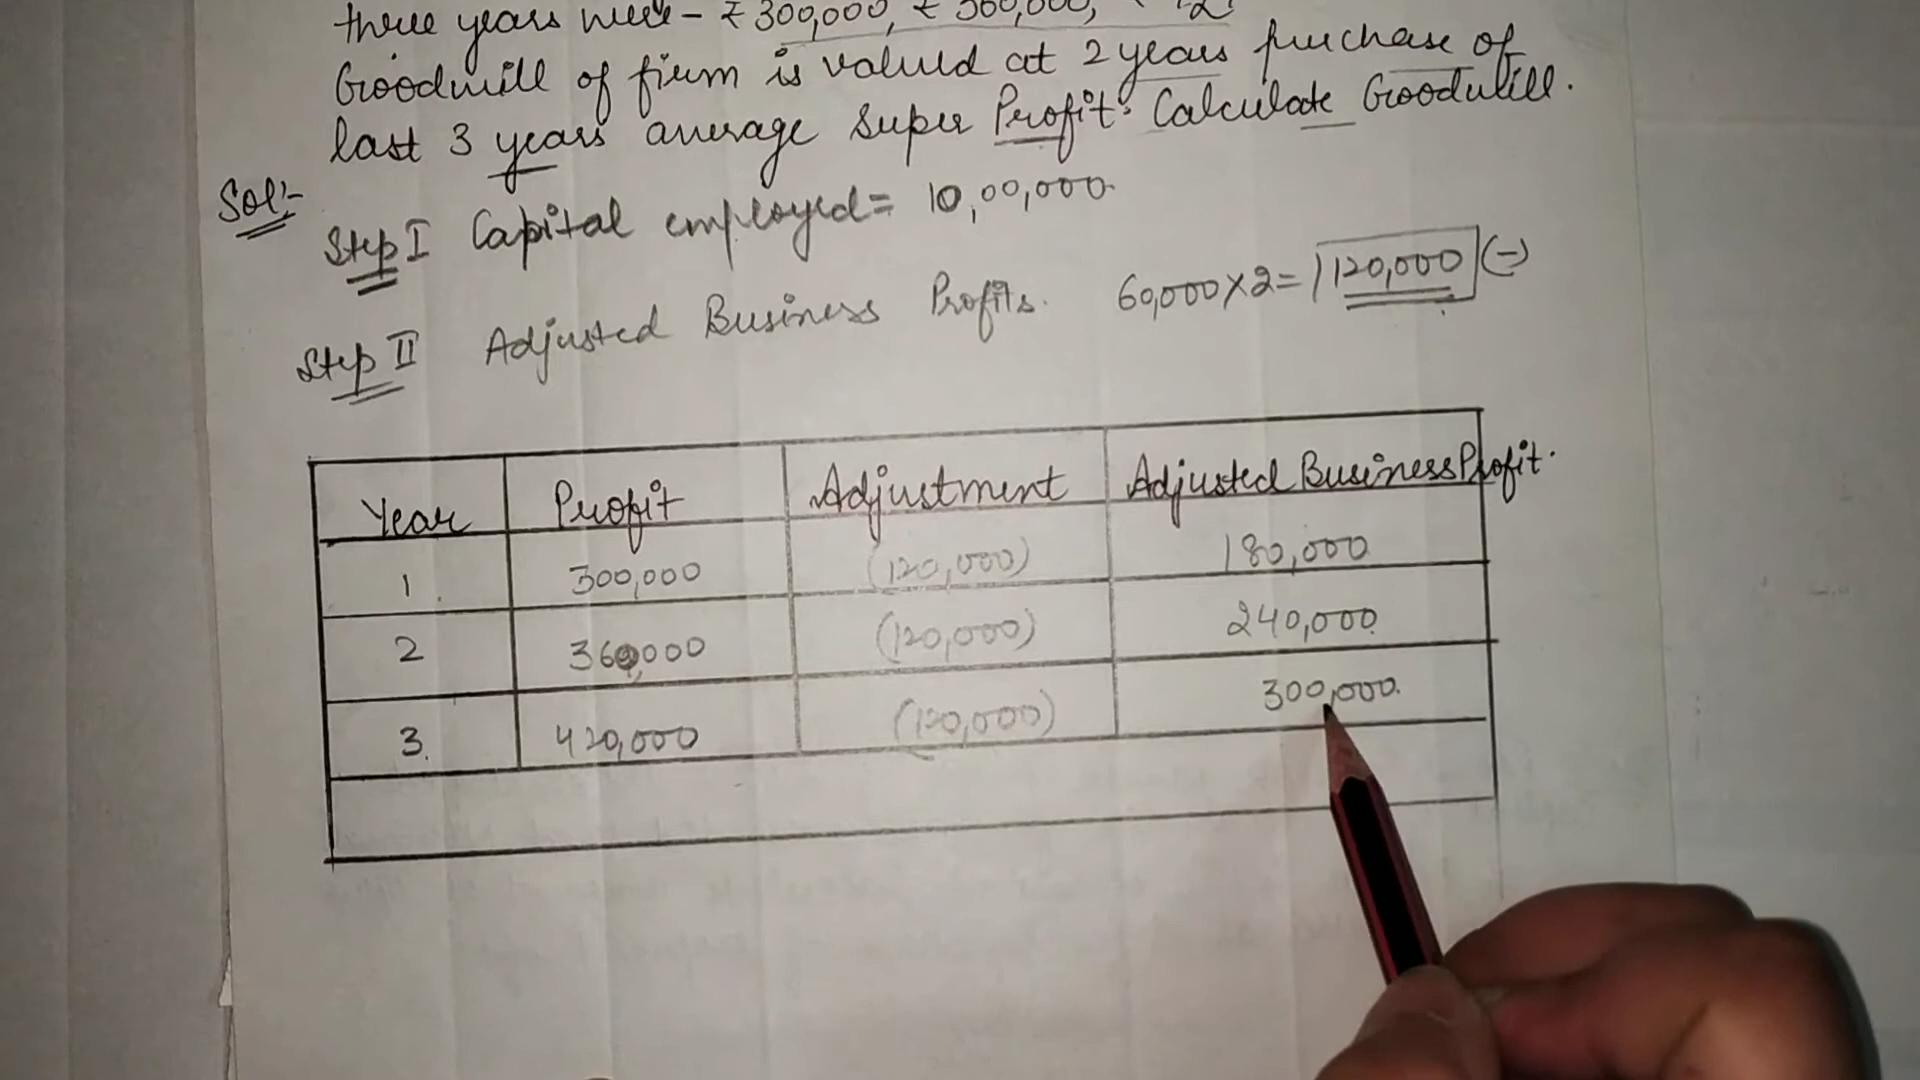 three years were - ₹300,000, ₹360,000,
Goodwill of firm is valued at 2 years purchase of
last 3 years average super Profit. Calculate Goodwill.
Sol:-
Step I Capital employed = 10,00,000.
Step II Adjusted Business Profits. 60,000 x 2 = 120,000 (-)
Year Profit Adjustment Adjusted Business Profit.
1 300,000 (120,000) 180,000
2 360,000 (120,000) 240,000
3. 420,000 (120,000) 300,000.